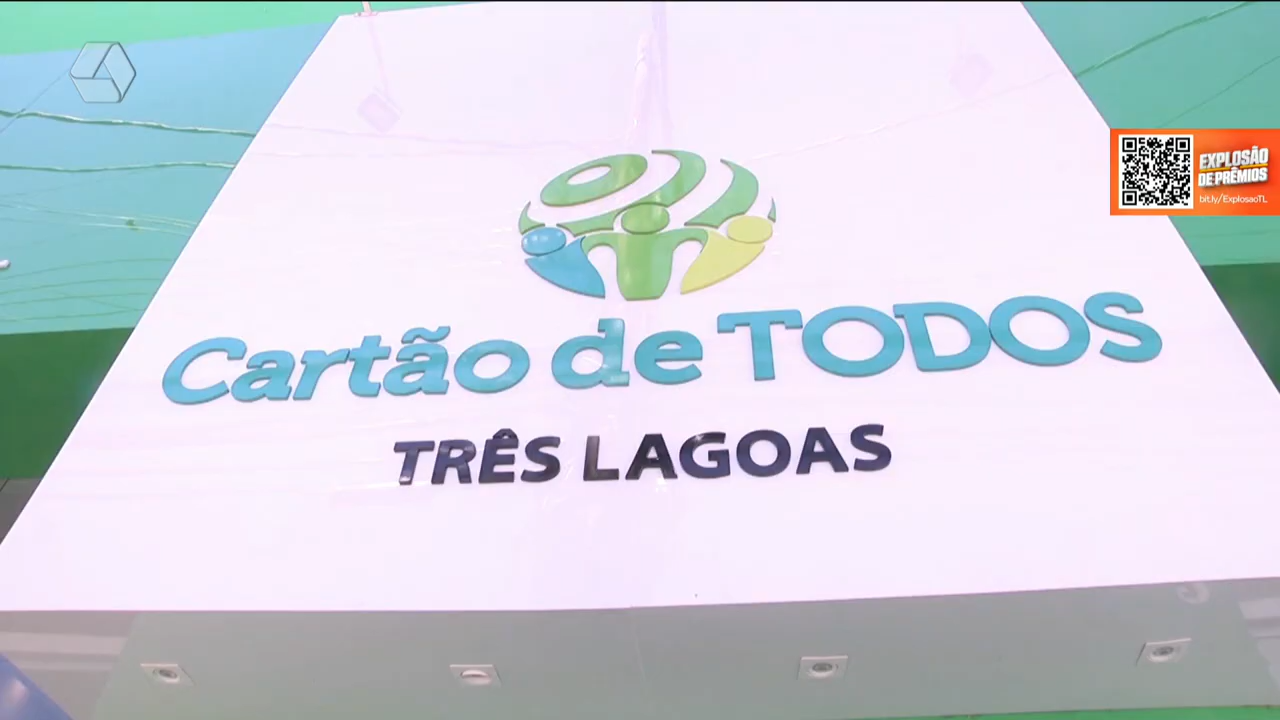 EXPLOSÃO
DE PRÊMIOS
bit.ly/ExplosaoTL
Cartão de TODOS
TRÊS LAGOAS